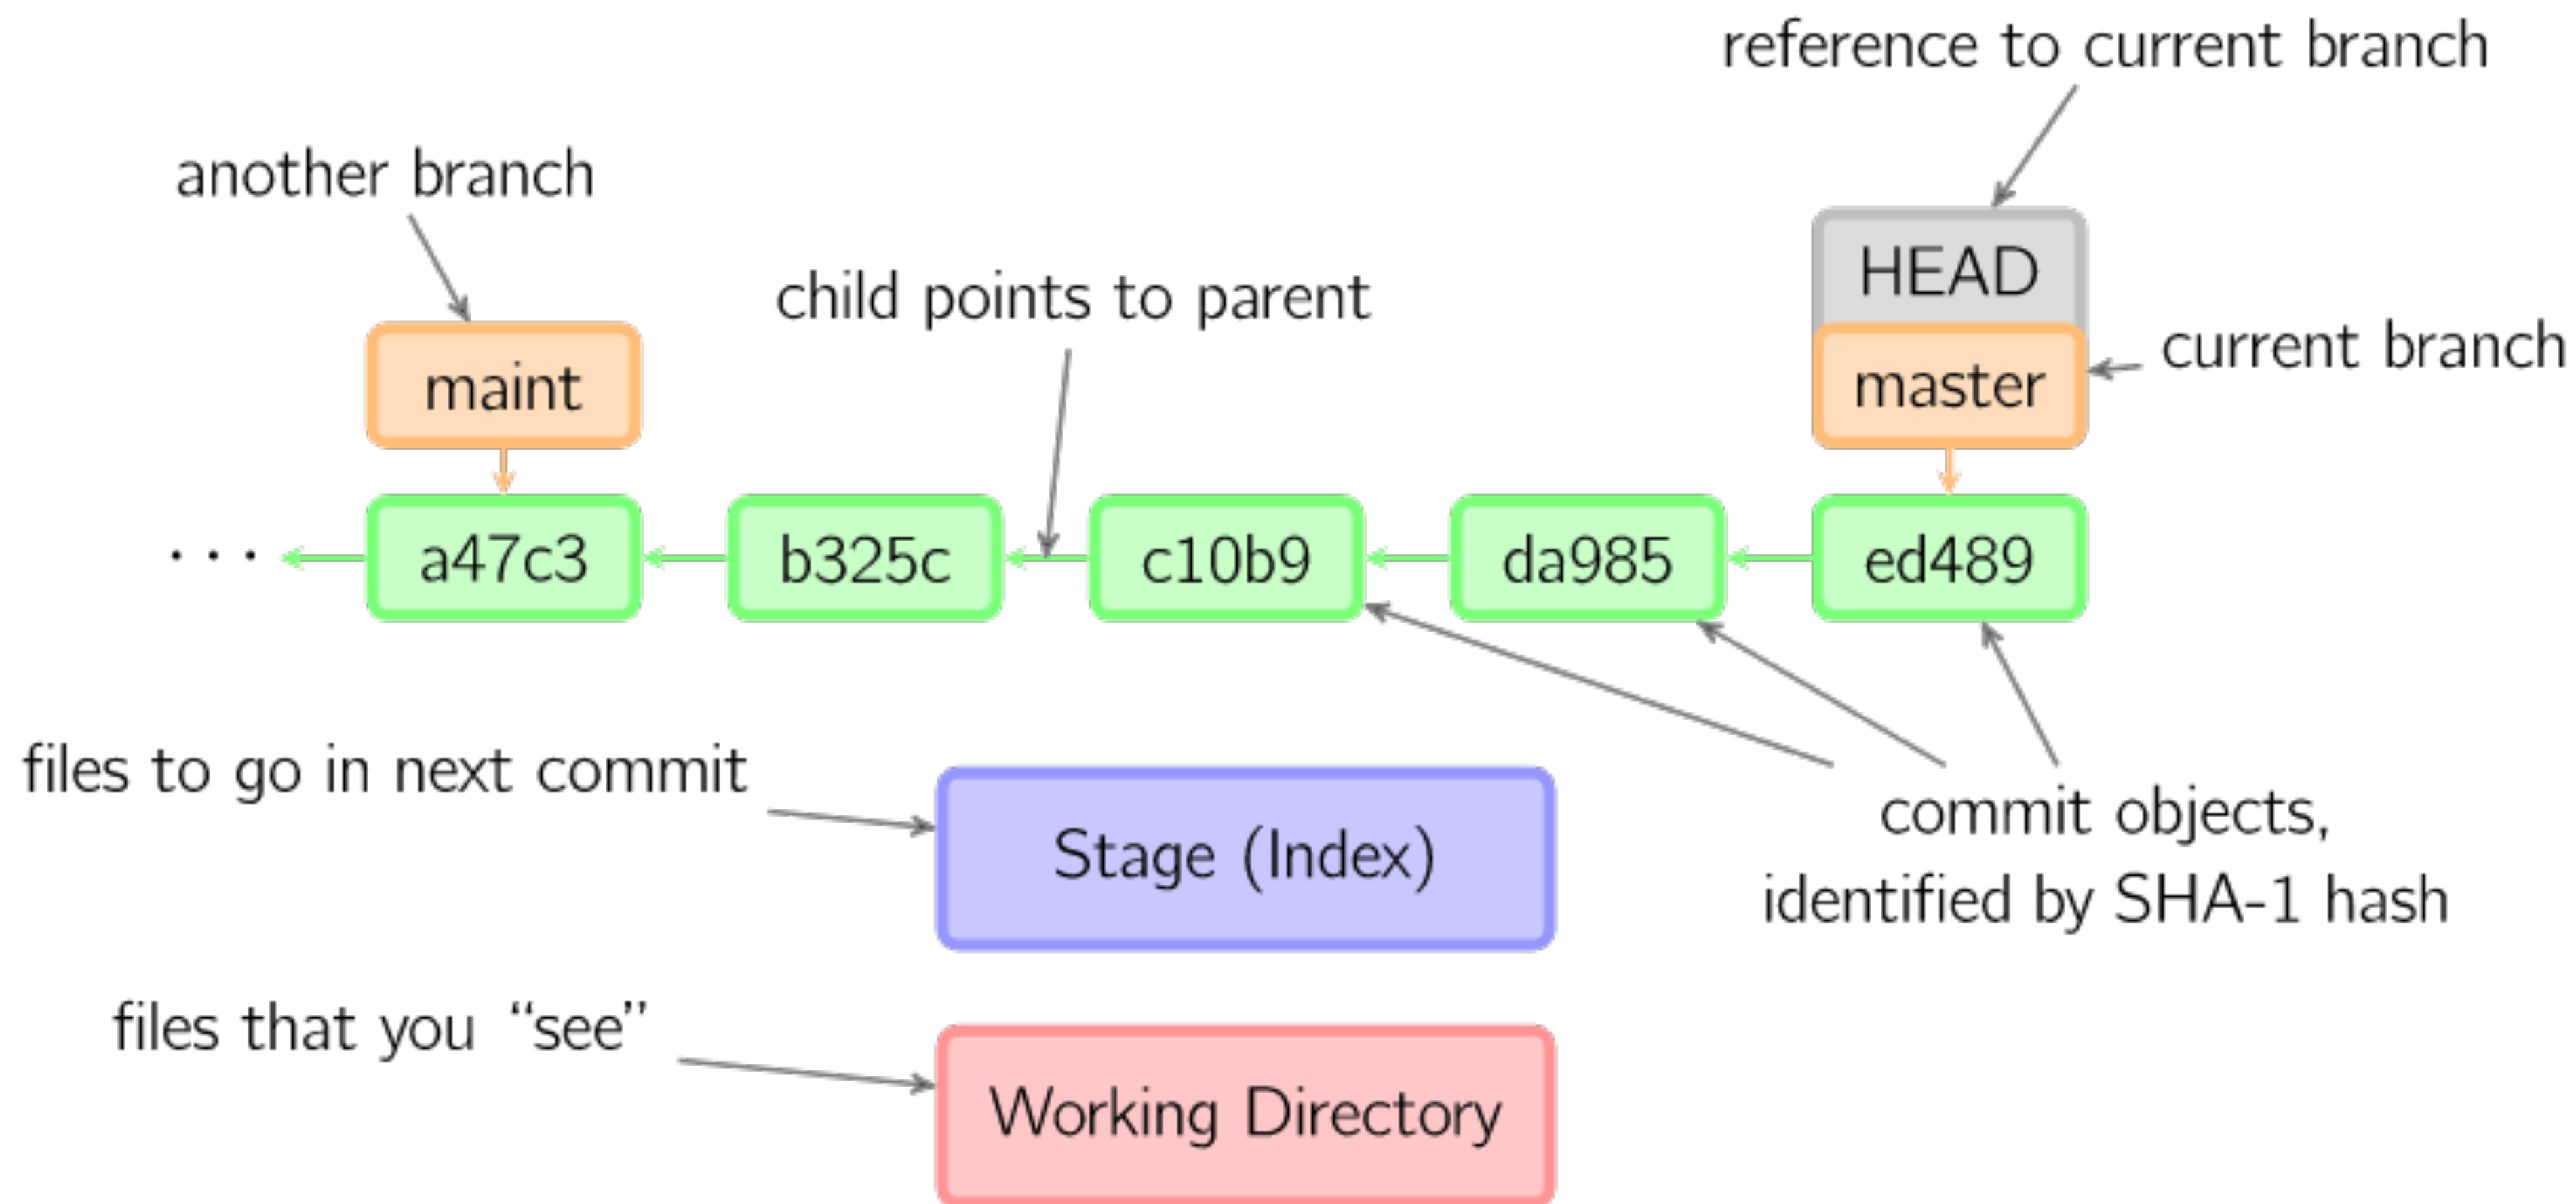 reference to current branch
another branch
HEAD
child points to parent
current branch
maint
master
...
a47c3
b325c
c10b9
da985
ed489
files to go in next commit
Stage (Index)
commit objects,
identified by SHA-1 hash
files that you “see”
Working Directory